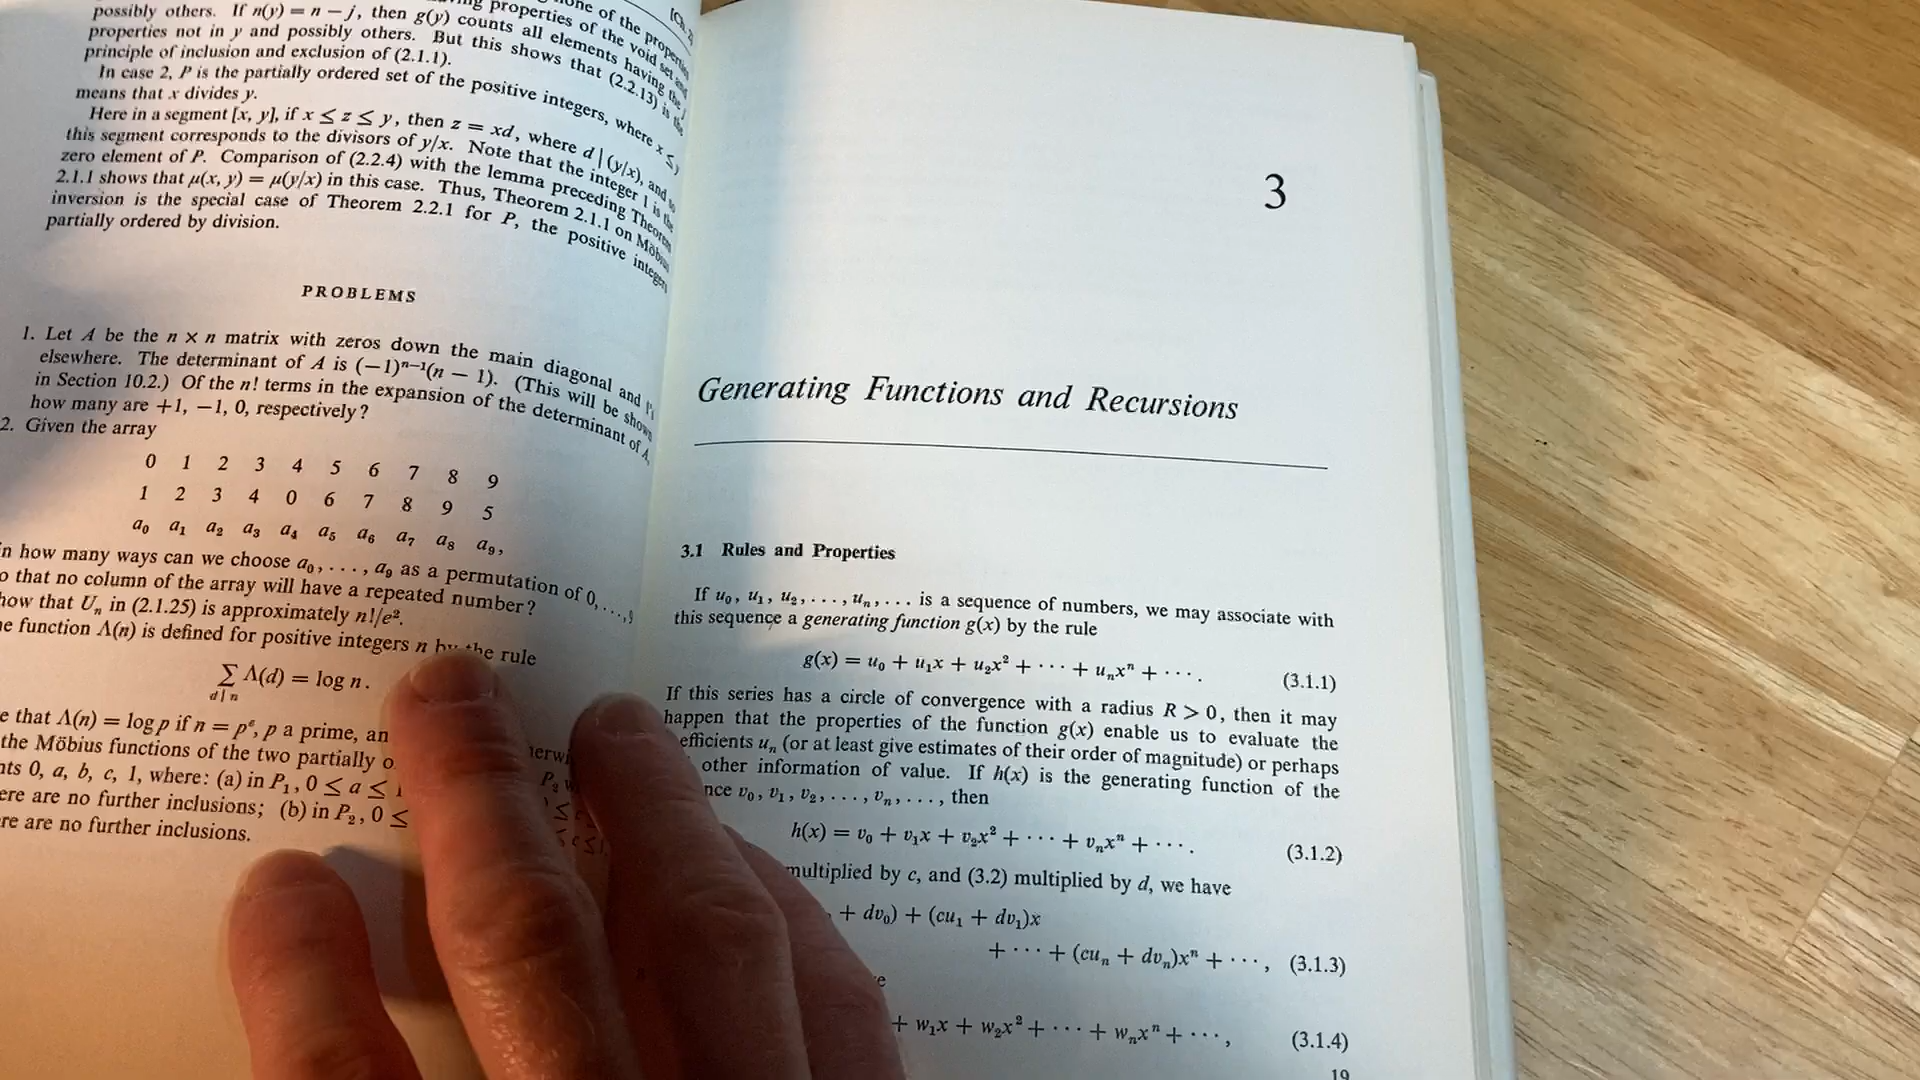 none of the properties
[Ch. 2
properties of the void set and
possibly others. If n(y) = n − j, then g(y) counts all elements having the j
properties not in y and possibly others. But this shows that (2.2.13) is the
principle of inclusion and exclusion of (2.1.1).
In case 2, P is the partially ordered set of the positive integers, where x ≤ y
means that x divides y.
Here in a segment [x, y], if x ≤ z ≤ y, then z = xd, where d | (y/x), and so
this segment corresponds to the divisors of y/x. Note that the integer 1 is the
zero element of P. Comparison of (2.2.4) with the lemma preceding Theorem
2.1.1 shows that μ(x, y) = μ(y/x) in this case. Thus, Theorem 2.1.1 on Möbius
inversion is the special case of Theorem 2.2.1 for P, the positive integers
partially ordered by division.
PROBLEMS
1. Let A be the n × n matrix with zeros down the main diagonal and 1's
elsewhere. The determinant of A is (−1)ⁿ⁻¹(n − 1). (This will be shown
in Section 10.2.) Of the n! terms in the expansion of the determinant of A,
how many are +1, −1, 0, respectively?
2. Given the array
0 1 2 3 4 5 6 7 8 9
1 2 3 4 0 6 7 8 9 5
a₀ a₁ a₂ a₃ a₄ a₅ a₆ a₇ a₈ a₉,
in how many ways can we choose a₀, . . . , a₉ as a permutation of 0, . . . , 9
so that no column of the array will have a repeated number?
how that Uₙ in (2.1.25) is approximately n!/e².
e function Λ(n) is defined for positive integers n by the rule
∑ Λ(d) = log n.
d | n
e that Λ(n) = log p if n = pᵉ, p a prime, an
the Möbius functions of the two partially o
nts 0, a, b, c, 1, where: (a) in P₁, 0 ≤ a ≤
ere are no further inclusions; (b) in P₂, 0 ≤
re are no further inclusions.
3
Generating Functions and Recursions
3.1 Rules and Properties
If u₀, u₁, u₂, . . . , uₙ, . . . is a sequence of numbers, we may associate with
this sequence a generating function g(x) by the rule
g(x) = u₀ + u₁x + u₂x² + · · · + uₙxⁿ + · · · . (3.1.1)
If this series has a circle of convergence with a radius R > 0, then it may
happen that the properties of the function g(x) enable us to evaluate the
efficients uₙ (or at least give estimates of their order of magnitude) or perhaps
other information of value. If h(x) is the generating function of the
nce v₀, v₁, v₂, . . . , vₙ, . . . , then
h(x) = v₀ + v₁x + v₂x² + · · · + vₙxⁿ + · · · . (3.1.2)
multiplied by c, and (3.2) multiplied by d, we have
+ dv₀) + (cu₁ + dv₁)x
+ · · · + (cuₙ + dvₙ)xⁿ + · · · , (3.1.3)
e
+ w₁x + w₂x² + · · · + wₙxⁿ + · · · , (3.1.4)
19